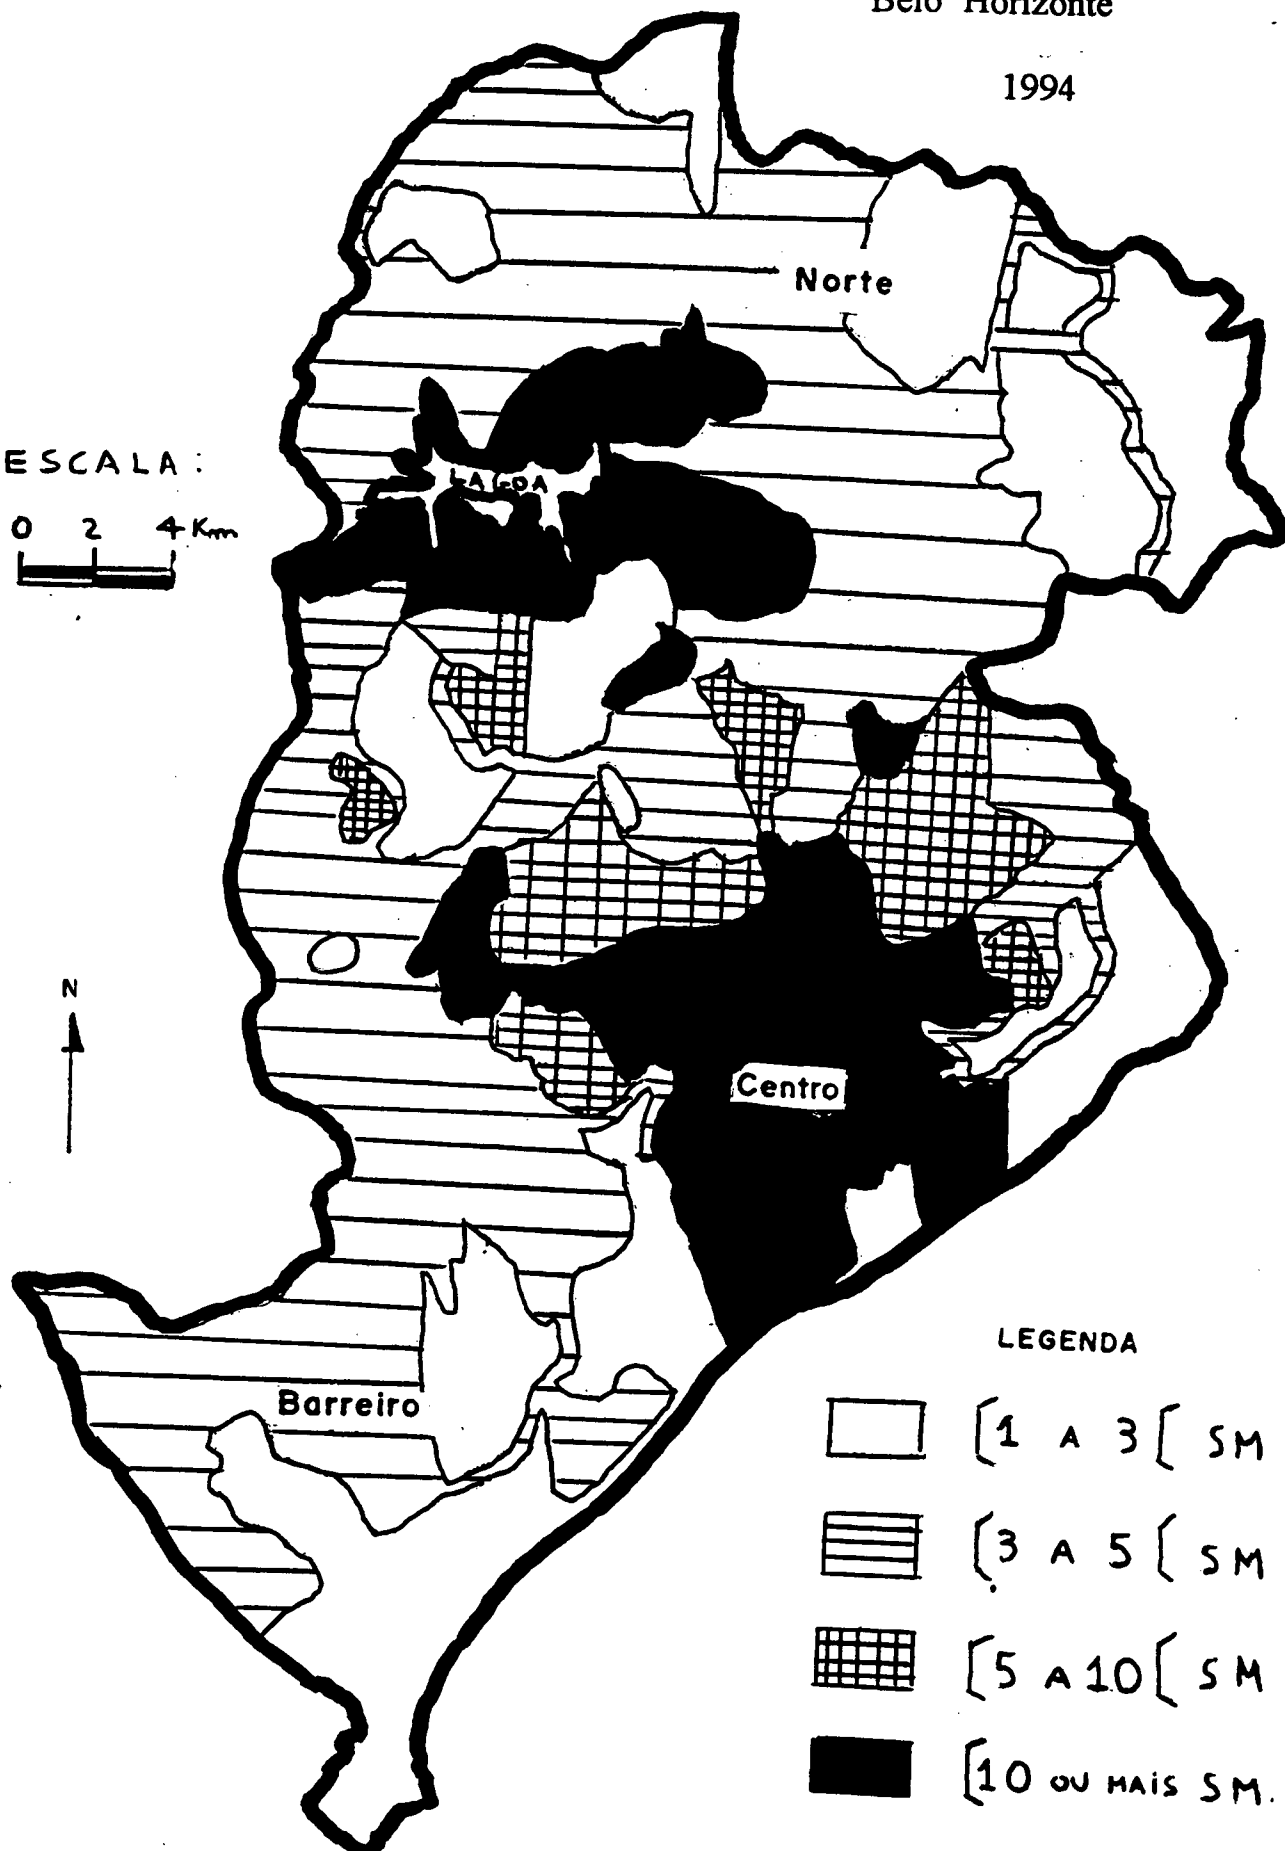 Belo Horizonte
1994
Norte
ESCALA:
0 2 4 Km
LAGOA
N
Centro
Barreiro
LEGENDA
[1 A 3[ SM
[3 A 5[ SM
[5 A 10[ SM
[10 OU MAIS SM.